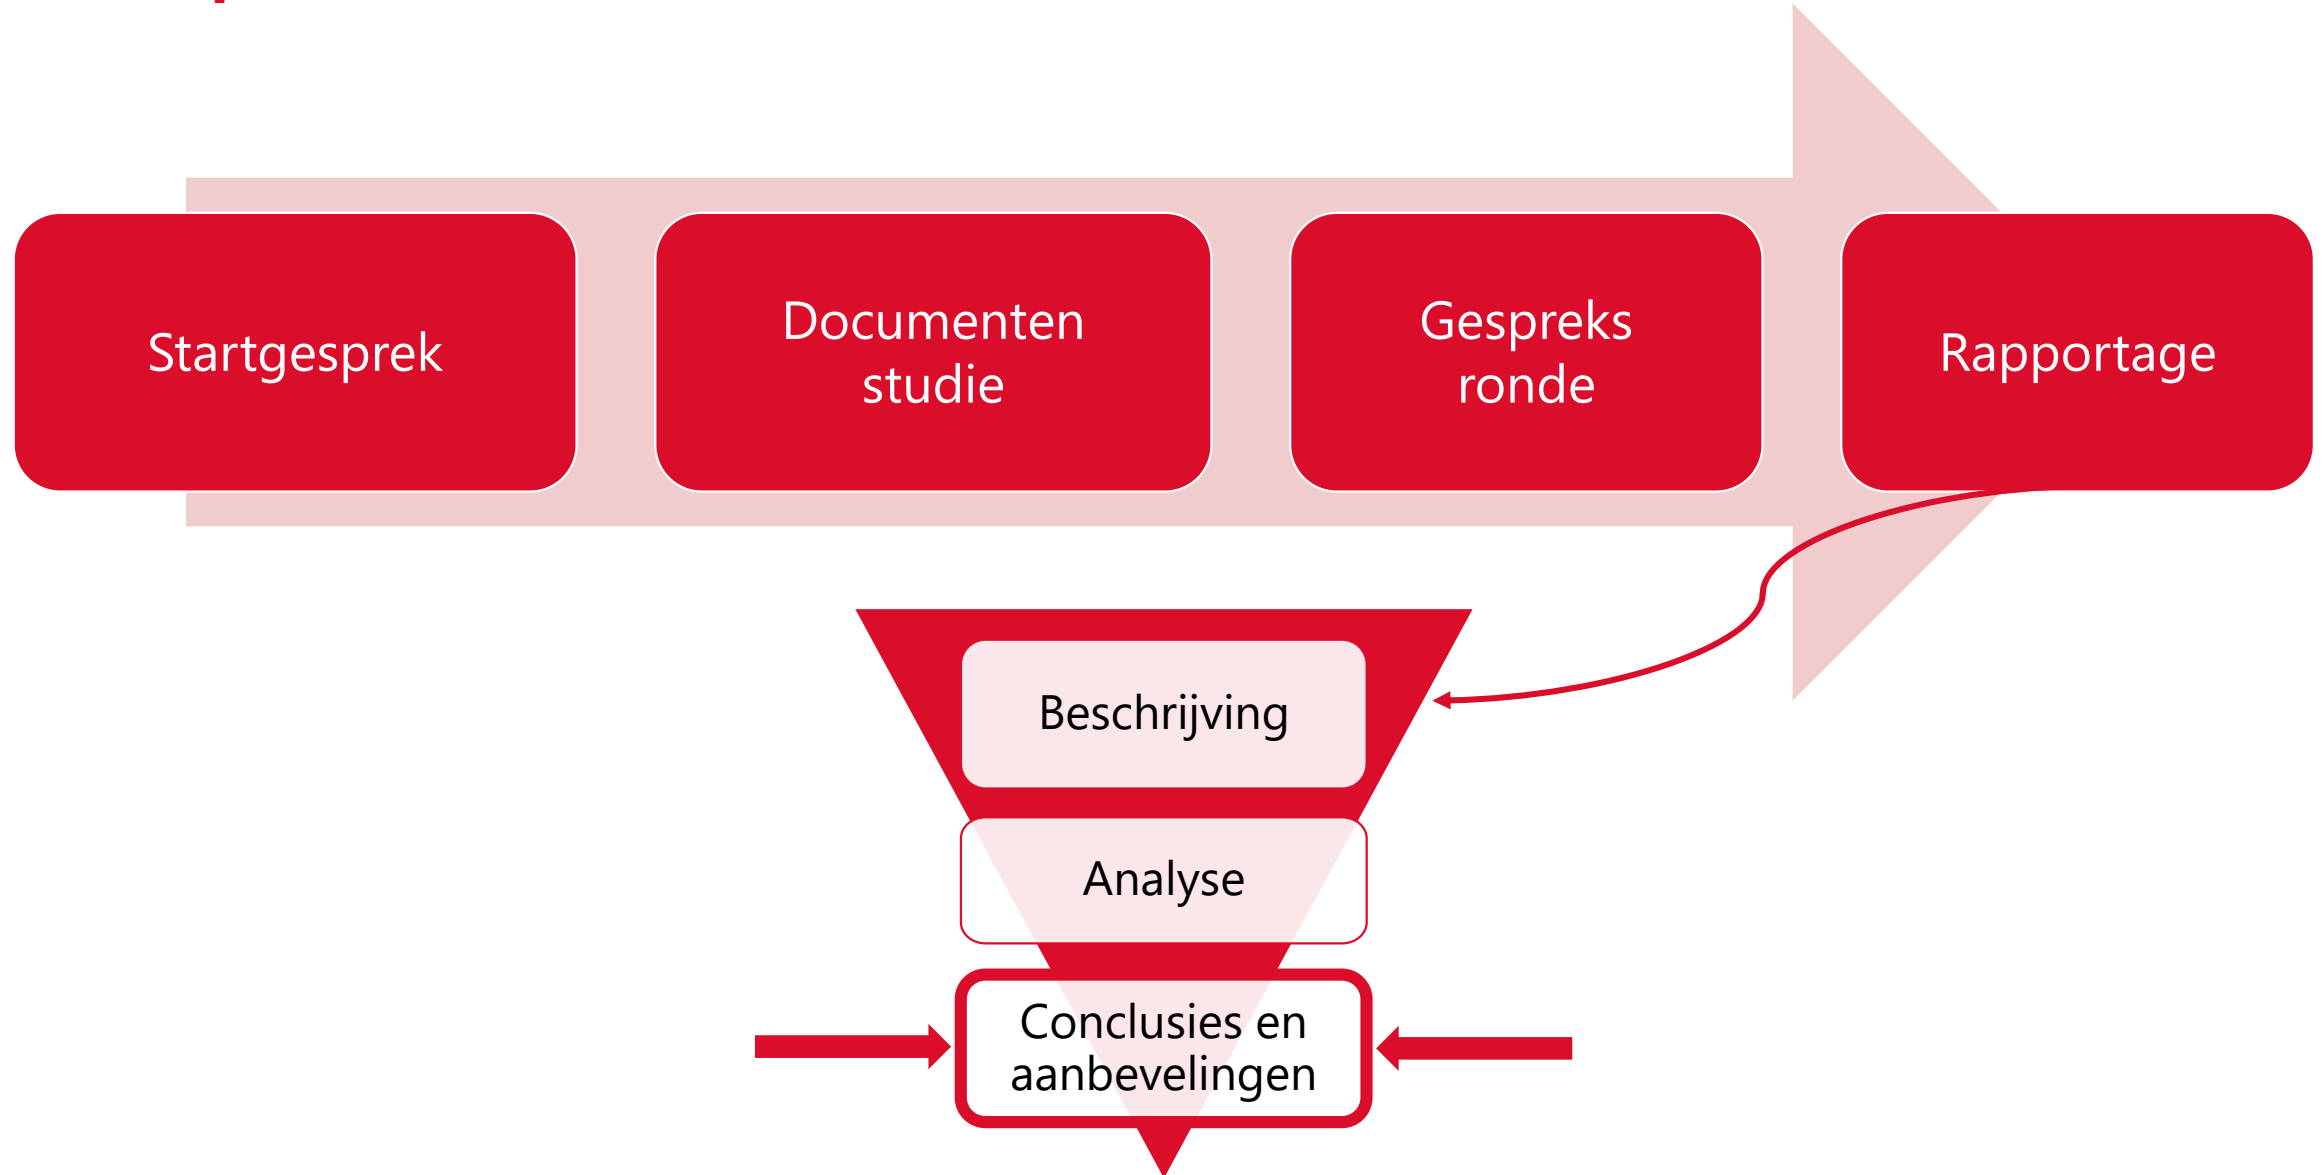 Startgesprek
Documenten
studie
Gespreks
ronde
Rapportage
Beschrijving
Analyse
Conclusies en
aanbevelingen